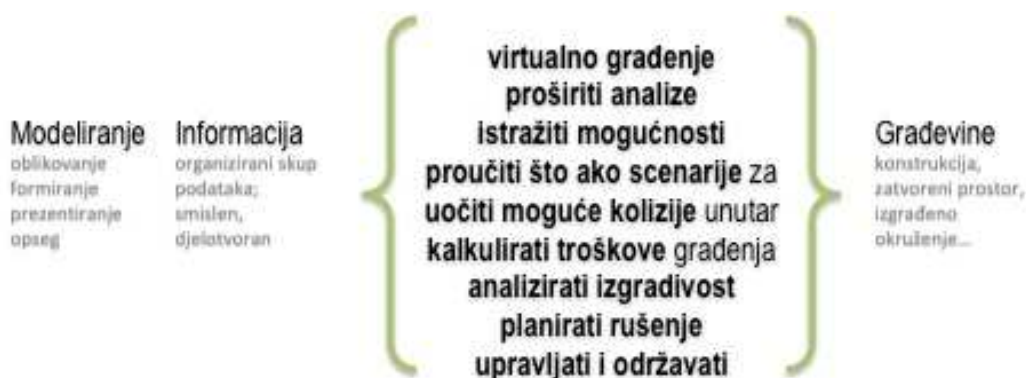 Modeliranje
oblikovanje
formiranje
prezentiranje
opseg
Informacija
organizirani skup
podataka;
smislen,
djelotvoran
virtualno građenje
proširiti analize
istražiti mogućnosti
proučiti što ako scenarije za
uočiti moguće kolizije unutar
kalkulirati troškove građenja
analizirati izgradivost
planirati rušenje
upravljati i održavati
Građevine
konstrukcija,
zatvoreni prostor,
izgrađeno
okruženje...